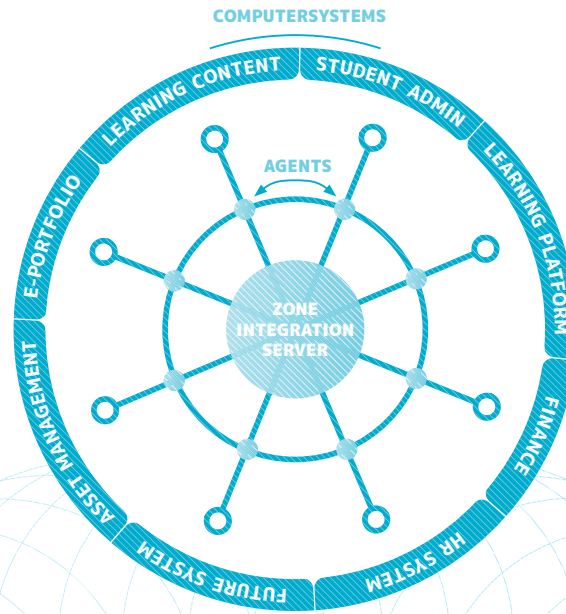 COMPUTERSYSTEMS
LEARNING CONTENT
STUDENT ADMIN
LEARNING PLATFORM
FINANCE
HR SYSTEM
FUTURE SYSTEM
ASSET MANAGEMENT
E-PORTFOLIO
AGENTS
ZONE
INTEGRATION
SERVER